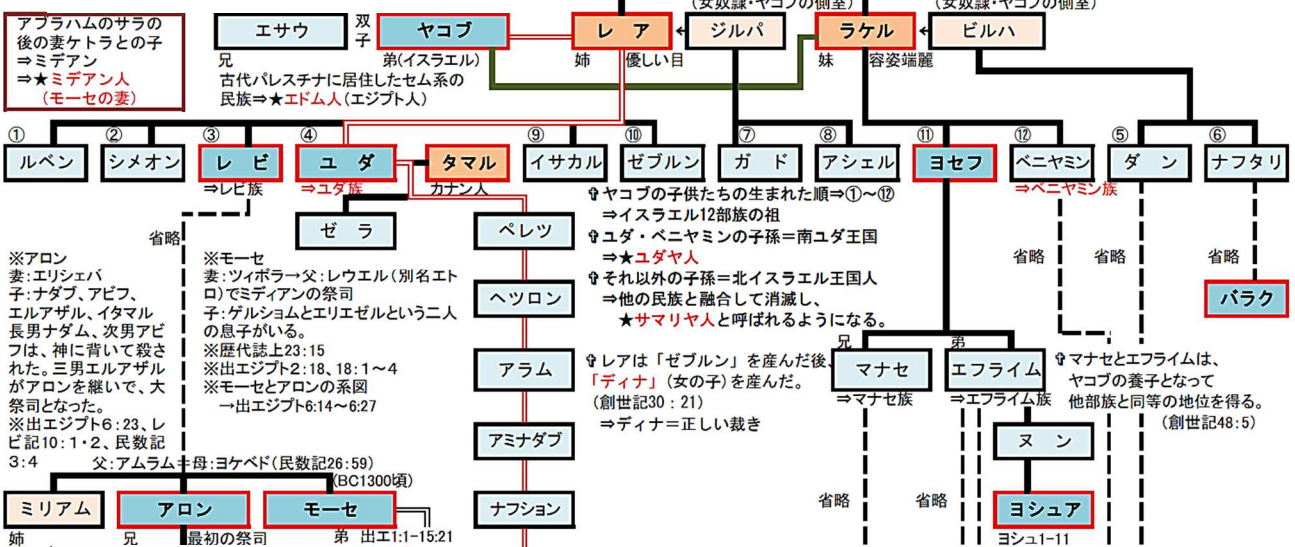 (女奴隷・ヤコブの側室)
(女奴隷・ヤコブの側室)
アブラハムのサラの
後の妻ケトラとの子
⇒ミデアン
⇒★ミデアン人
(モーセの妻)
エサウ
双子
ヤコブ
レ ア
←
ジルパ
ラケル
←
ビルハ
兄
弟(イスラエル)
姉
優しい目
妹
容姿端麗
古代パレスチナに居住したセム系の
民族⇒★エドム人(エジプト人)
①
②
③
④
⑨
⑩
⑦
⑧
⑪
⑫
⑤
⑥
ルベン
シメオン
レ ビ
ユ ダ
タマル
イサカル
ゼブルン
ガ ド
アシェル
ヨセフ
ベニヤミン
ダ ン
ナフタリ
⇒レビ族
⇒ユダ族
カナン人
⇒ベニヤミン族
✞ヤコブの子供たちの生まれた順⇒①～⑫
⇒イスラエル12部族の祖
✞ユダ・ベニヤミンの子孫=南ユダ王国
⇒★ユダヤ人
✞それ以外の子孫=北イスラエル王国人
⇒他の民族と融合して消滅し、
★サマリヤ人と呼ばれるようになる。
ゼ ラ
ペレツ
省略
省略
省略
省略
※アロン
妻:エリシェバ
子:ナダブ、アビフ、
エルアザル、イタマル
長男ナダム、次男アビ
フは、神に背いて殺さ
れた。三男エルアザル
がアロンを継いで、大
祭司となった。
※出エジプト6:23、レ
ビ記10:1・2、民数記
3:4
※モーセ
妻:ツィポラ→父:レウエル(別名エト
ロ)でミディアンの祭司
子:ゲルショムとエリエゼルという二人
の息子がいる。
※歴代誌上23:15
※出エジプト2:18、18:1～4
※モーセとアロンの系図
→出エジプト6:14～6:27
ヘツロン
バラク
兄
弟
アラム
✞レアは「ゼブルン」を産んだ後、
「ディナ」(女の子)を産んだ。
(創世記30:21)
⇒ディナ=正しい裁き
マナセ
エフライム
⇒マナセ族
⇒エフライム族
✞マナセとエフライムは、
ヤコブの養子となって
他部族と同等の地位を得る。
(創世記48:5)
アミナダブ
ヌ ン
父:アムラム=母:ヨケベド(民数記26:59)
(BC1300頃)
ミリアム
アロン
モーセ
ナフション
省略
省略
ヨシュア
姉
兄
最初の祭司
弟 出エ1:1-15:21
ヨシュ1-11